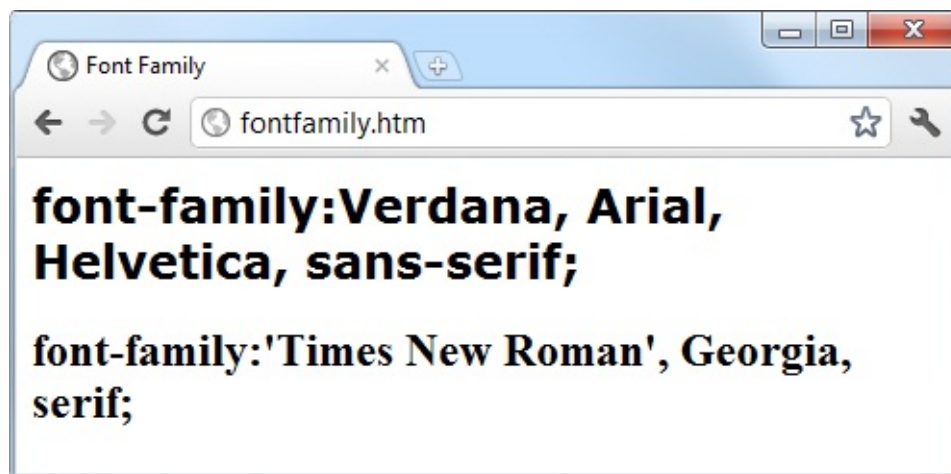 Font Family
fontfamily.htm
font-family:Verdana, Arial,
Helvetica, sans-serif;
font-family:'Times New Roman', Georgia,
serif;